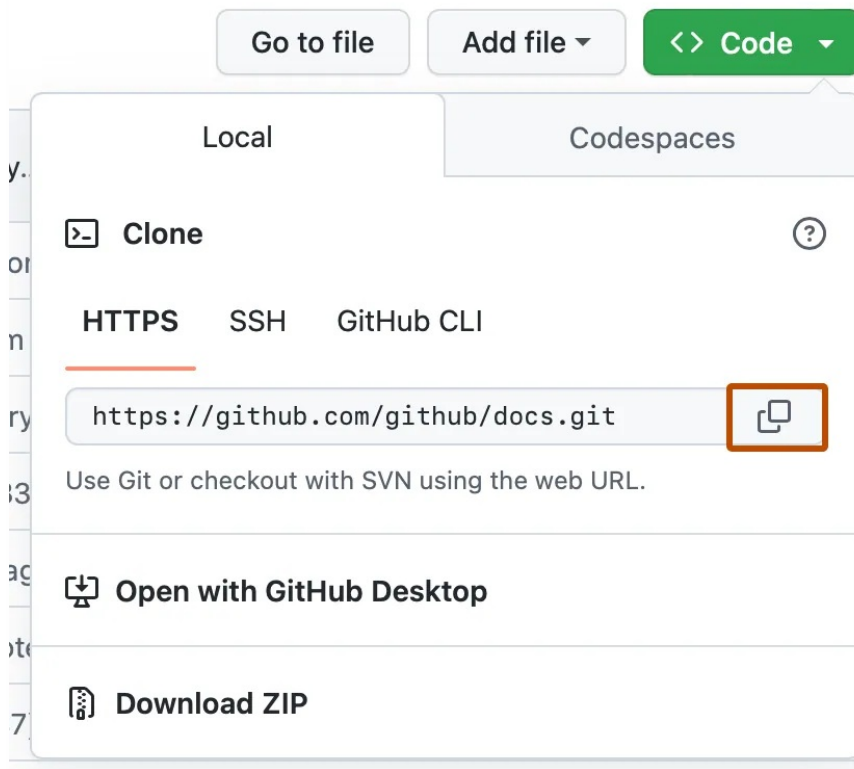 Go to file
Add file
<> Code
Local
Codespaces
Clone
HTTPS
SSH
GitHub CLI
https://github.com/github/docs.git
Use Git or checkout with SVN using the web URL.
Open with GitHub Desktop
Download ZIP